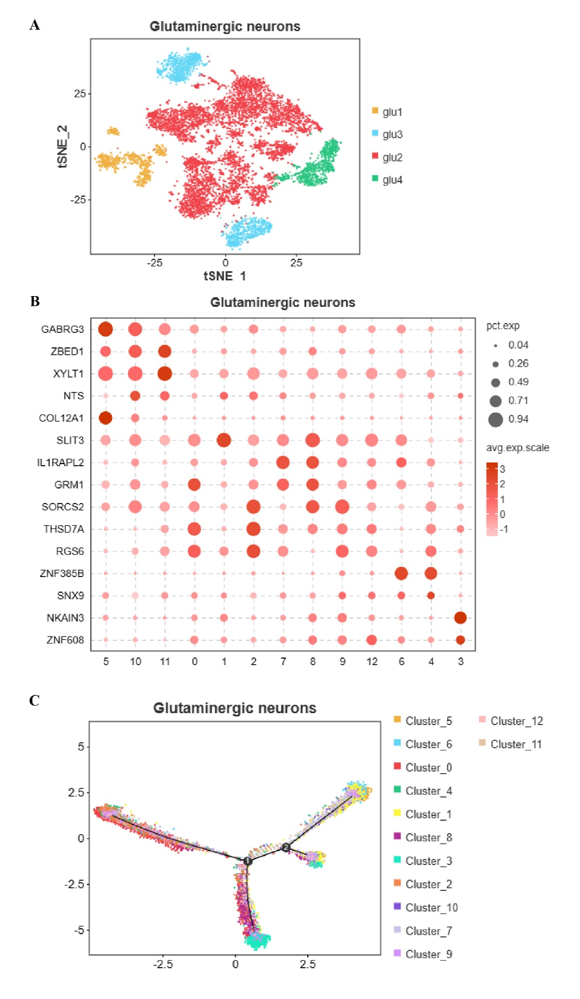 A
Glutaminergic neurons
25
0
-25
tSNE_2
-25 0 25
tSNE 1
glu1
glu3
glu2
glu4
B
Glutaminergic neurons
GABRG3
ZBED1
XYLT1
NTS
COL12A1
SLIT3
IL1RAPL2
GRM1
SORCS2
THSD7A
RGS6
ZNF385B
SNX9
NKAIN3
ZNF608
5 10 11 0 1 2 7 8 9 12 6 4 3
pct.exp
0.04
0.26
0.49
0.71
0.94
avg.exp.scale
3
2
1
0
-1
C
Glutaminergic neurons
5
2.5
0
-2.5
-5
-2.5 0 2.5
1
2
Cluster_5
Cluster_6
Cluster_0
Cluster_4
Cluster_1
Cluster_8
Cluster_3
Cluster_2
Cluster_10
Cluster_7
Cluster_9
Cluster_12
Cluster_11